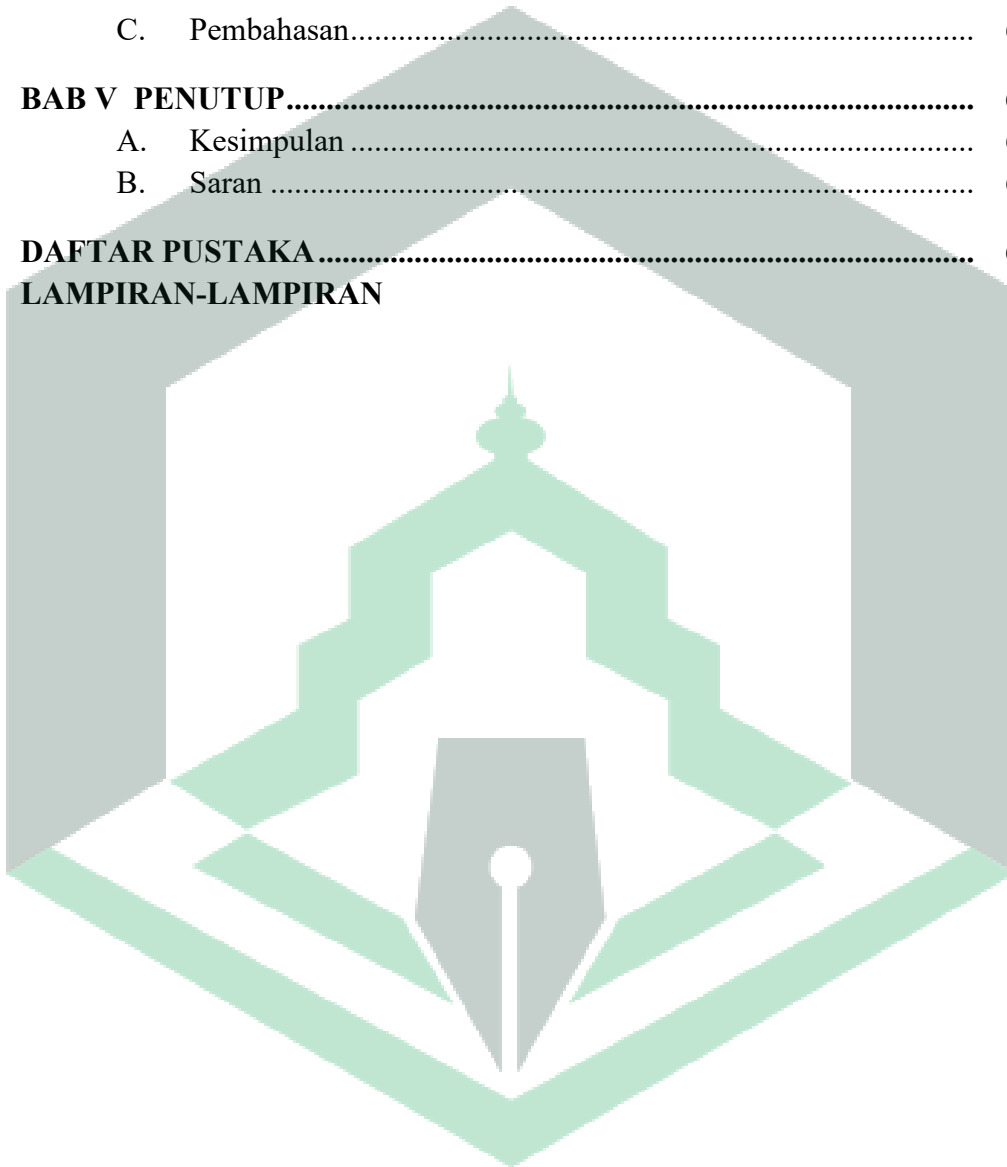 C. Pembahasan...............................................................................
BAB V PENUTUP.......................................................................................
A. Kesimpulan ...............................................................................
B. Saran .........................................................................................
DAFTAR PUSTAKA...................................................................................
LAMPIRAN-LAMPIRAN